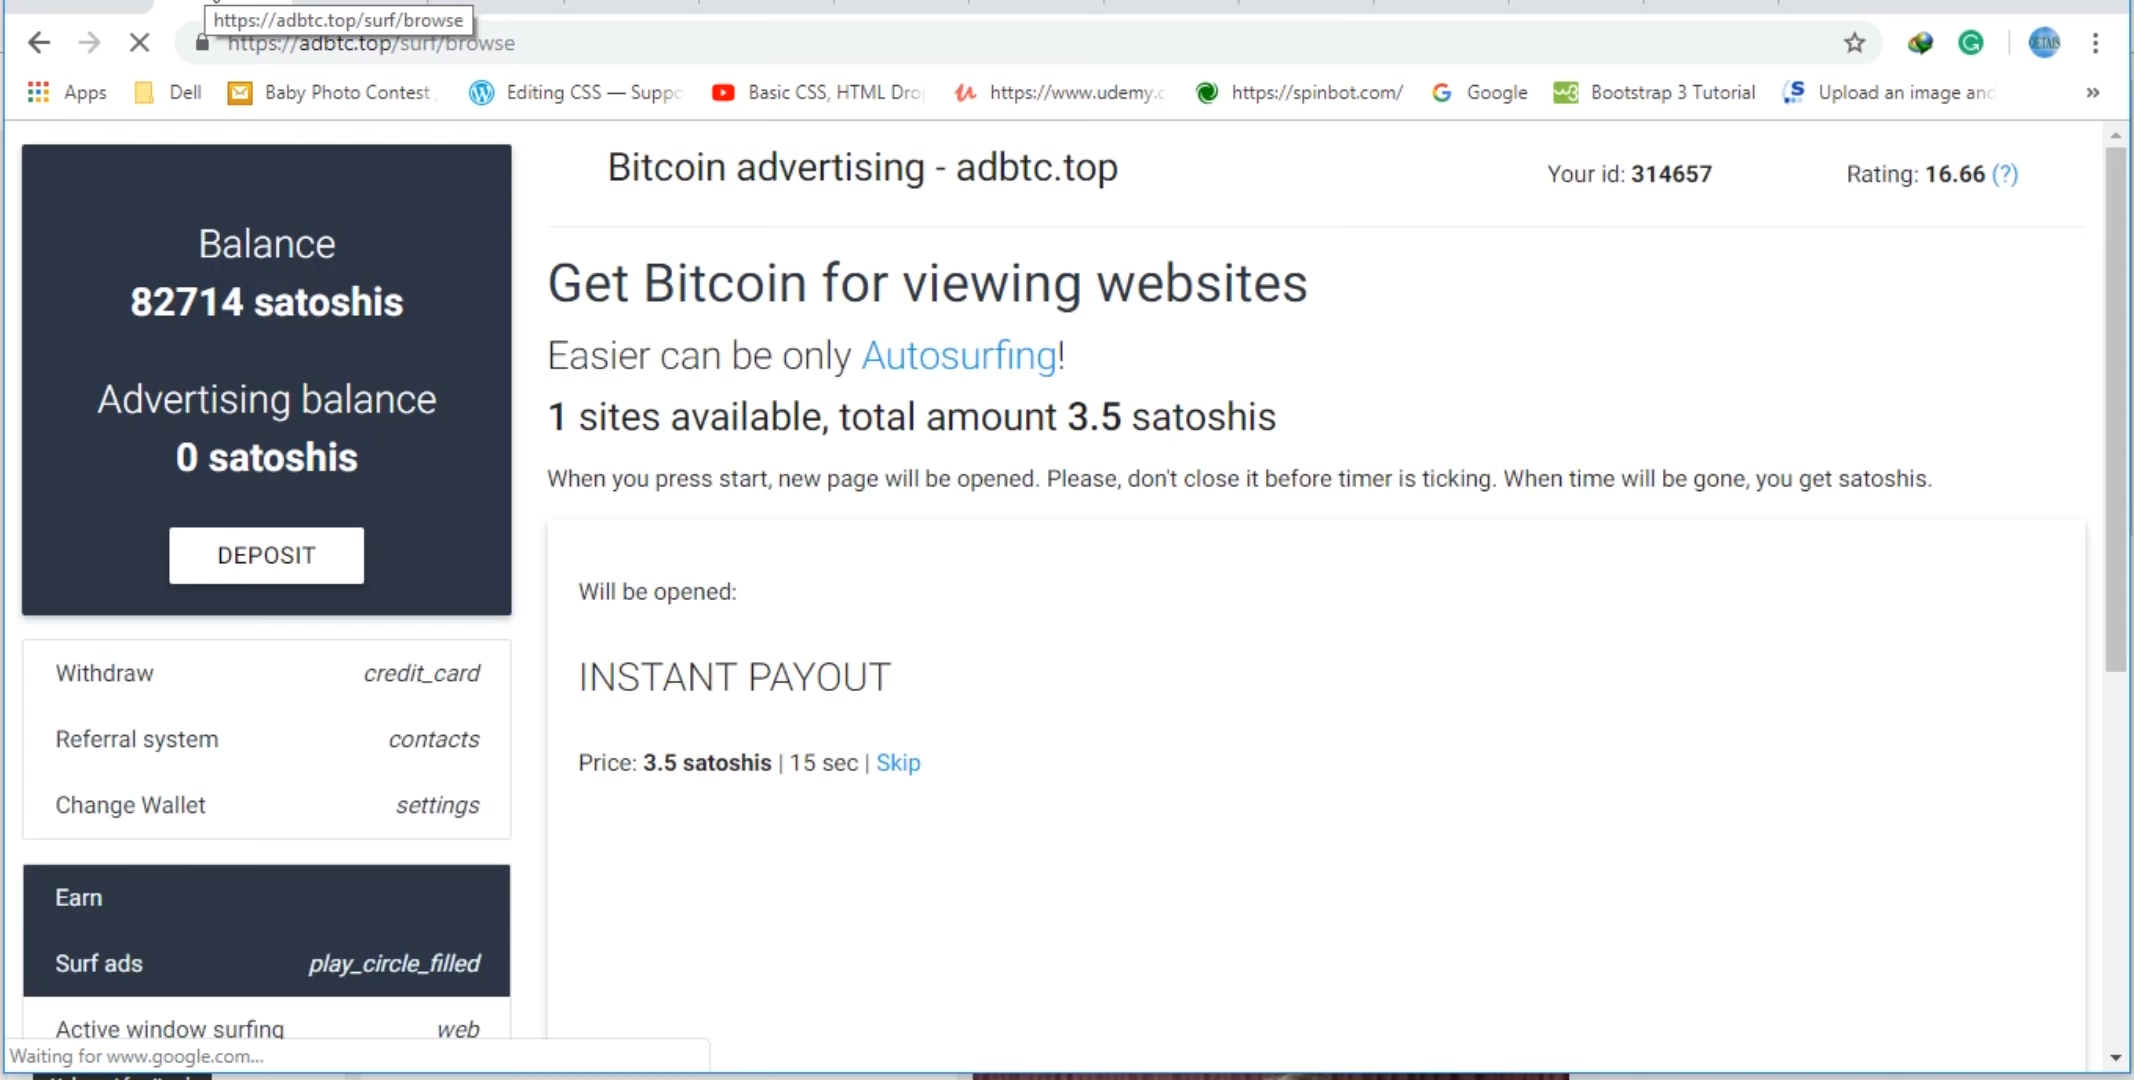 https://adbtc.top/surf/browse
https://adbtc.top/surf/browse
Apps Dell Baby Photo Contest Editing CSS — Suppo Basic CSS, HTML Dro https://www.udemy.c https://spinbot.com/ Google Bootstrap 3 Tutorial Upload an image and »
Bitcoin advertising - adbtc.top
Your id: 314657
Rating: 16.66 (?)
Balance
82714 satoshis
Advertising balance
0 satoshis
DEPOSIT
Withdraw credit_card
Referral system contacts
Change Wallet settings
Earn
Surf ads play_circle_filled
Active window surfing web
Get Bitcoin for viewing websites
Easier can be only Autosurfing!
1 sites available, total amount 3.5 satoshis
When you press start, new page will be opened. Please, don't close it before timer is ticking. When time will be gone, you get satoshis.
Will be opened:
INSTANT PAYOUT
Price: 3.5 satoshis | 15 sec | Skip
Waiting for www.google.com...